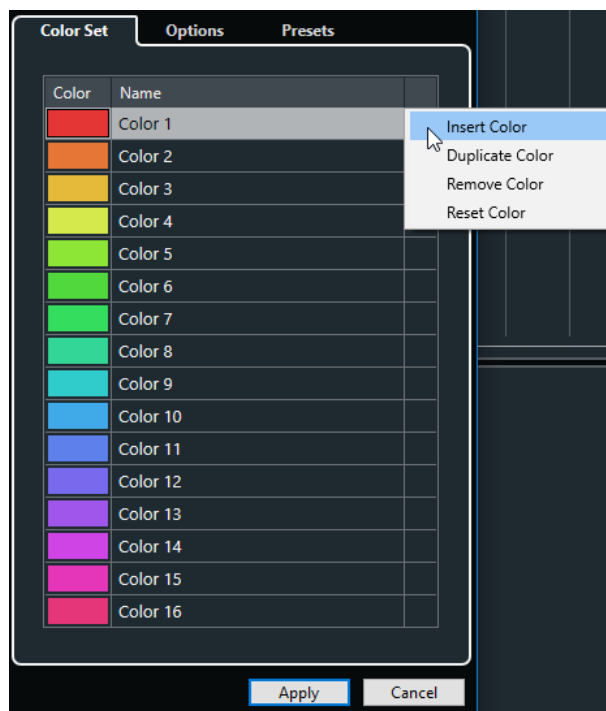 Color Set Options Presets
Color Name
Color 1
Color 2
Color 3
Color 4
Color 5
Color 6
Color 7
Color 8
Color 9
Color 10
Color 11
Color 12
Color 13
Color 14
Color 15
Color 16
Insert Color
Duplicate Color
Remove Color
Reset Color
Apply Cancel